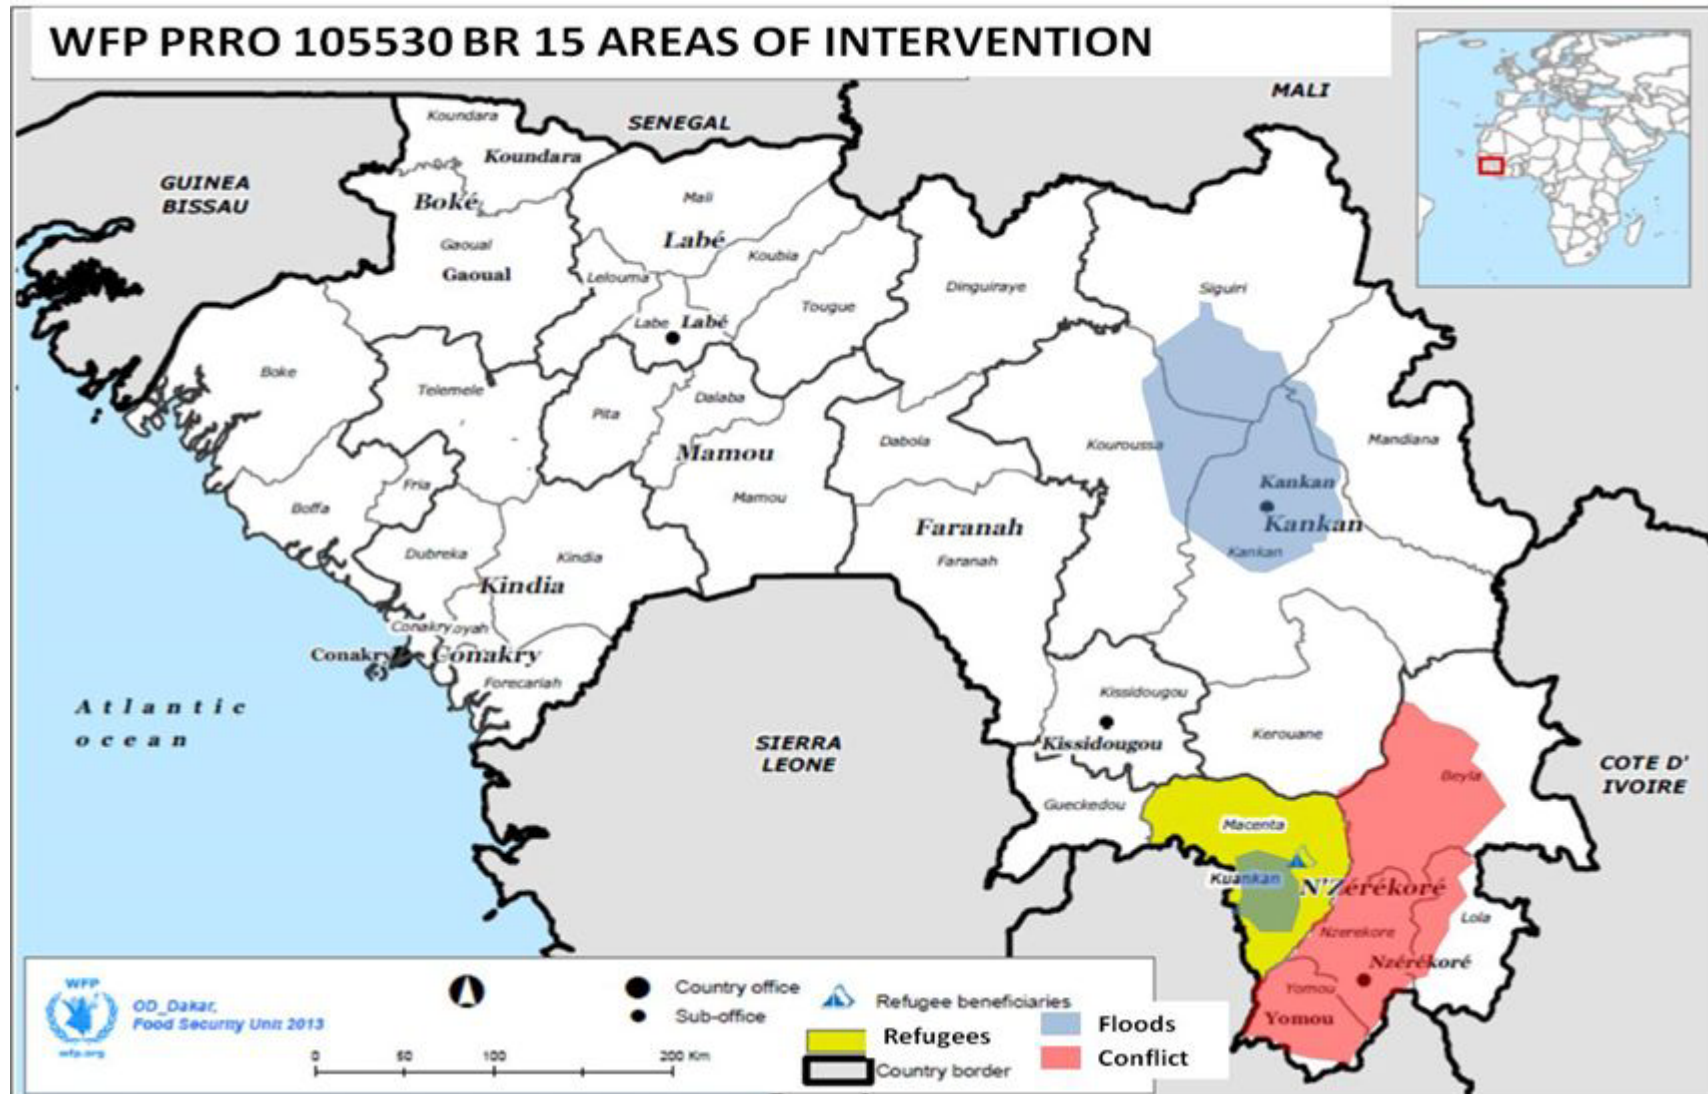 WFP PRRO 105530 BR 15 AREAS OF INTERVENTION
MALI
SENEGAL
GUINEA
BISSAU
Koundara
Koundara
Boké
Mali
Labé
Gaoual
Gaoual
Lelouma
Koubia
Tougue
Labe
Labé
Dinguiraye
Siguiri
Boke
Telemele
Pita
Dalaba
Mamou
Mamou
Dabola
Kouroussa
Mandiana
Kankan
Kankan
Kankan
Fria
Boffa
Dubreka
Kindia
Kindia
Faranah
Faranah
Conakry
oyah
Conakry
Conakry
Forecariah
Atlantic
ocean
SIERRA
LEONE
Kissidougou
Kissidougou
Kerouane
COTE D'
IVOIRE
Gueckedou
Macenta
Beyla
Kuankan
N'Zérékoré
Lola
Nzerekore
Nzérékoré
Yomou
Yomou
WFP
wfp.org
OD_Dakar,
Food Security Unit 2013
Country office
Sub-office
0 50 100 200 Km
Refugee beneficiaries
Refugees
Country border
Floods
Conflict